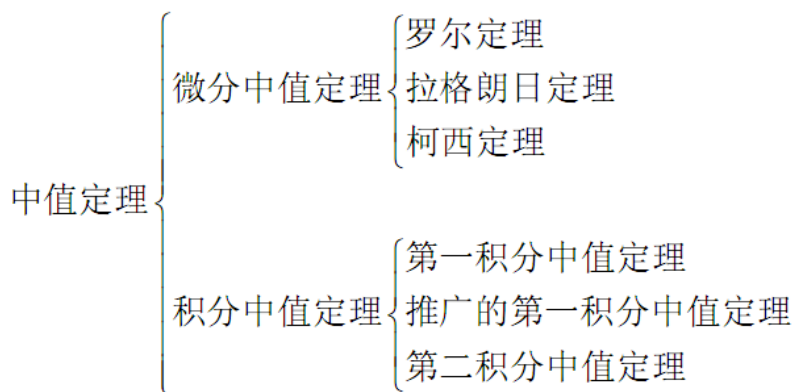 中值定理
微分中值定理
罗尔定理
拉格朗日定理
柯西定理
积分中值定理
第一积分中值定理
推广的第一积分中值定理
第二积分中值定理